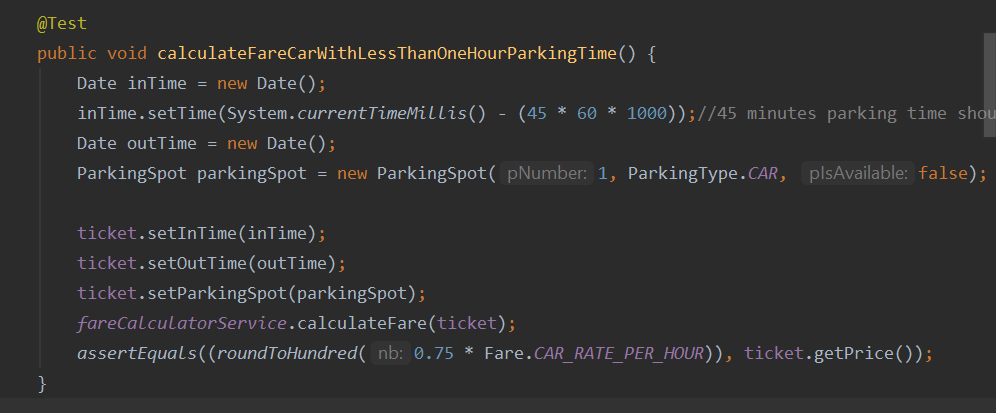 @Test
public void calculateFareCarWithLessThanOneHourParkingTime() {
Date inTime = new Date();
inTime.setTime(System.currentTimeMillis() - (45 * 60 * 1000));//45 minutes parking time shou
Date outTime = new Date();
ParkingSpot parkingSpot = new ParkingSpot( pNumber: 1, ParkingType.CAR, pIsAvailable: false);
ticket.setInTime(inTime);
ticket.setOutTime(outTime);
ticket.setParkingSpot(parkingSpot);
fareCalculatorService.calculateFare(ticket);
assertEquals((roundToHundred( nb: 0.75 * Fare.CAR_RATE_PER_HOUR)), ticket.getPrice());
}